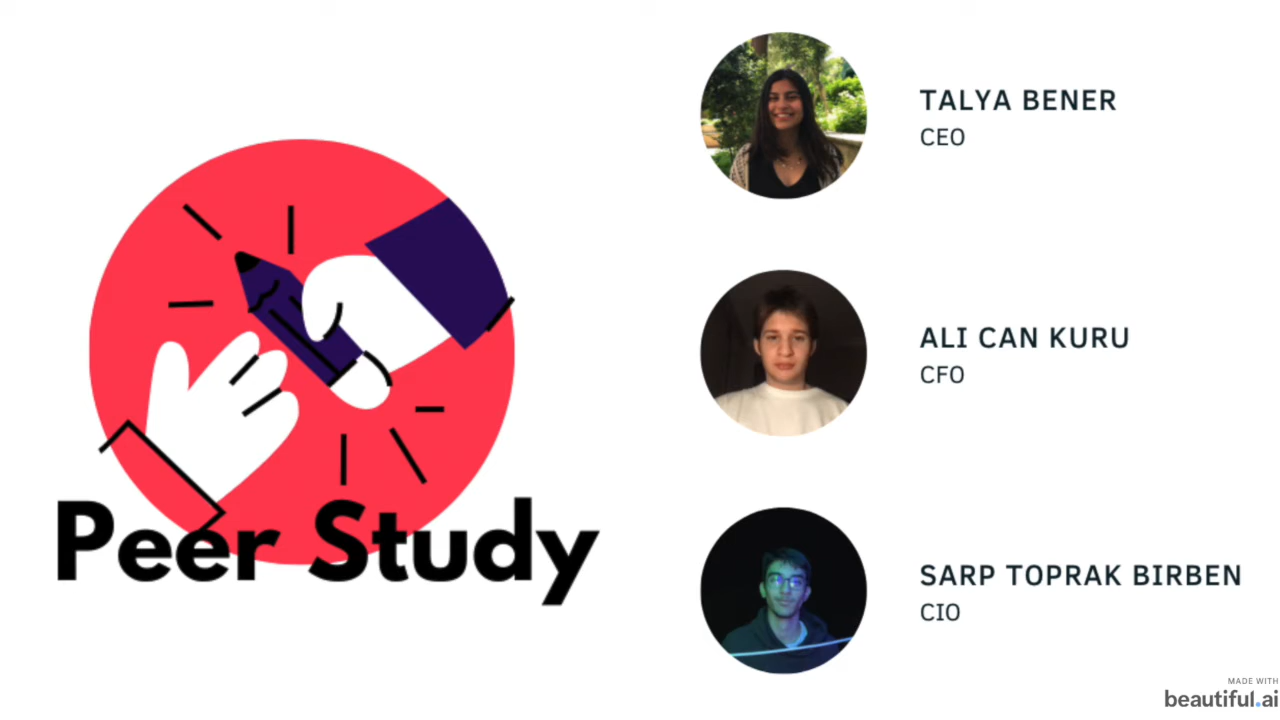 Peer Study
TALYA BENER
CEO
ALI CAN KURU
CFO
SARP TOPRAK BIRBEN
CIO
MADE WITH
beautiful.ai